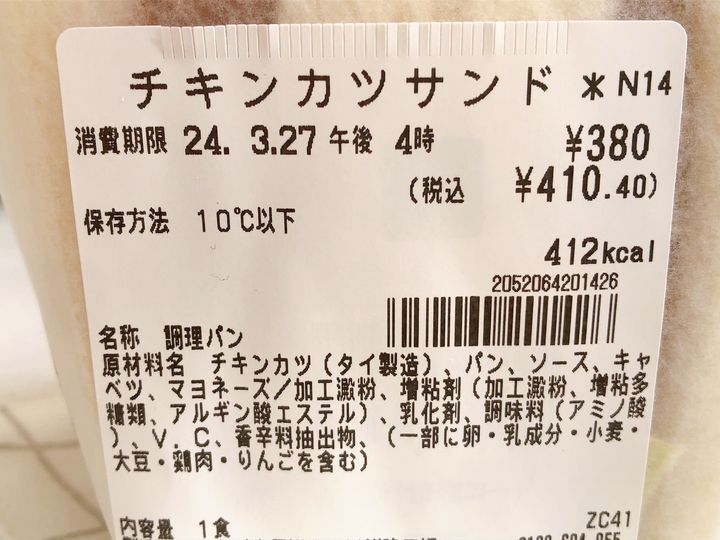 チキンカツサンド ＊ N14
消費期限 24. 3.27 午後 4時 ¥380
(税込 ¥410.40)
保存方法 10℃以下
412kcal
2052064201426
名称 調理パン
原材料名 チキンカツ（タイ製造）、パン、ソース、キャ
ベツ、マヨネーズ／加工澱粉、増粘剤（加工澱粉、増粘多
糖類、アルギン酸エステル）、乳化剤、調味料（アミノ酸
）、V．C、香辛料抽出物、（一部に卵・乳成分・小麦・
大豆・鶏肉・りんごを含む）
内容量 1食 ZC41